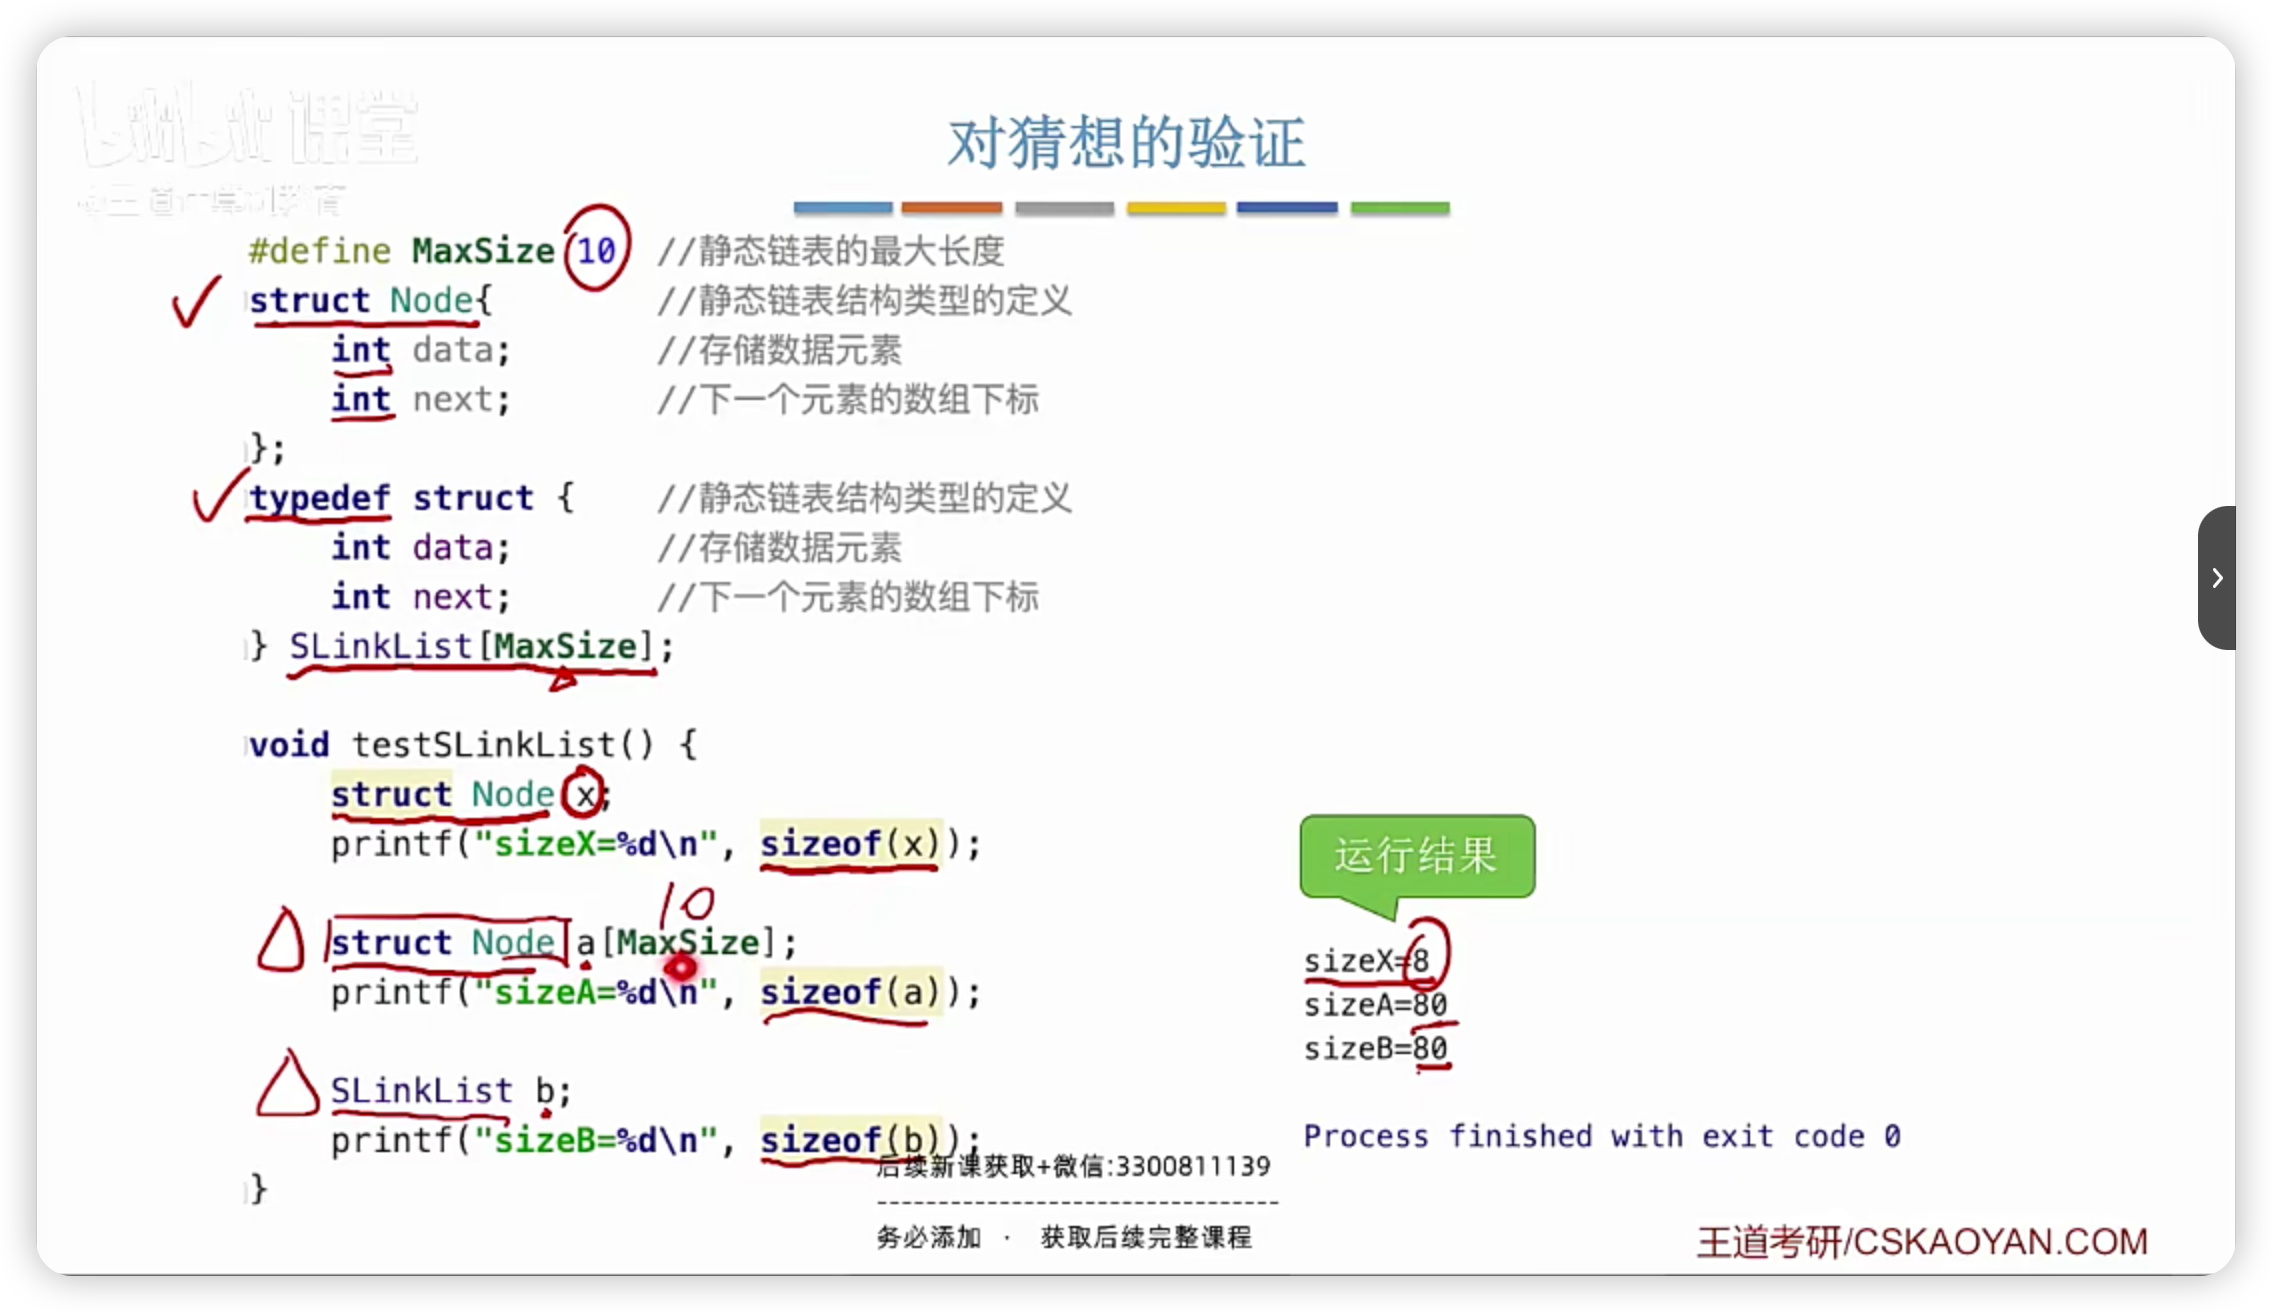 bilibili 课堂
对猜想的验证
#define MaxSize 10 //静态链表的最大长度
struct Node{ //静态链表结构类型的定义
int data; //存储数据元素
int next; //下一个元素的数组下标
};
typedef struct { //静态链表结构类型的定义
int data; //存储数据元素
int next; //下一个元素的数组下标
} SLinkList[MaxSize];
void testSLinkList() {
struct Node x;
printf("sizeX=%d\n", sizeof(x));
10
struct Node a[MaxSize];
printf("sizeA=%d\n", sizeof(a));
SLinkList b;
printf("sizeB=%d\n", sizeof(b));
}
运行结果
sizeX=8
sizeA=80
sizeB=80
Process finished with exit code 0
后续新课获取+微信:3300811139
--------------------------------
务必添加 · 获取后续完整课程
王道考研/CSKAOYAN.COM